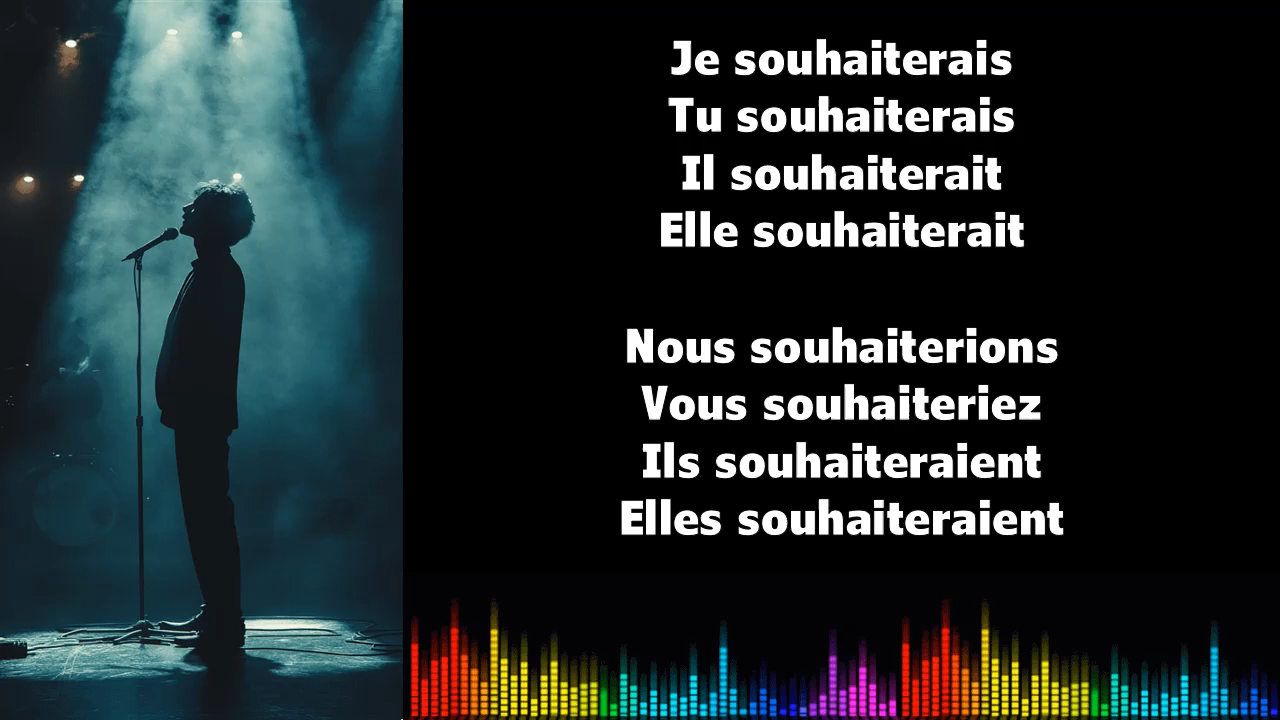 Je souhaiterais
Tu souhaiterais
Il souhaiterait
Elle souhaiterait
Nous souhaiterions
Vous souhaiteriez
Ils souhaiteraient
Elles souhaiteraient